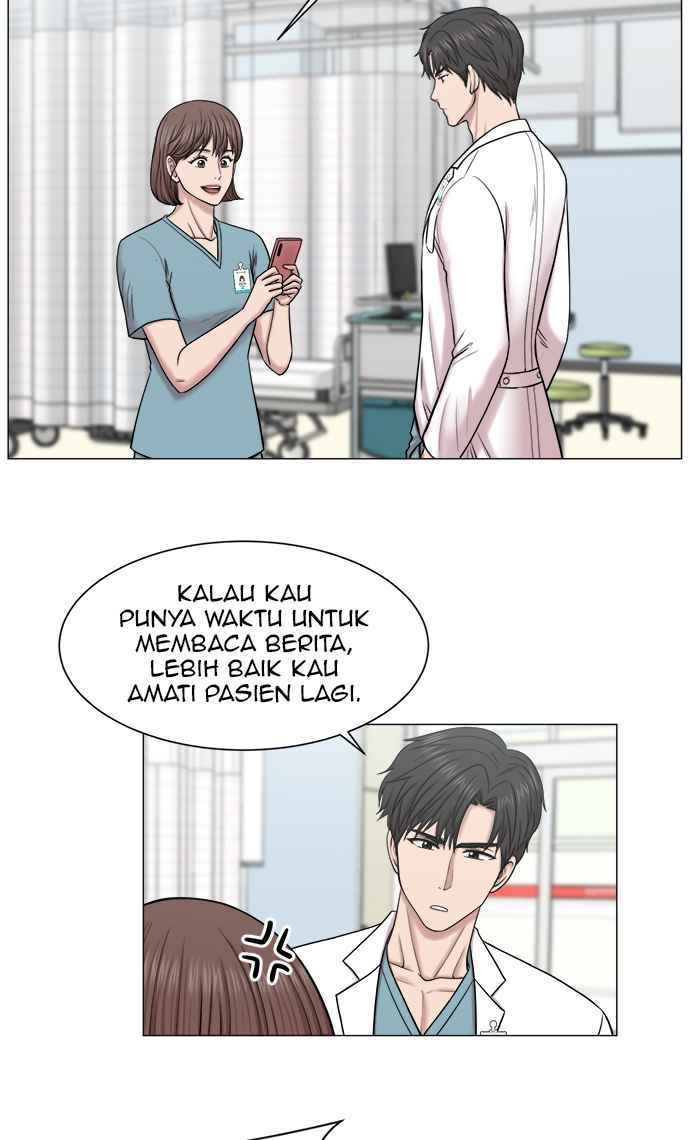 KALAU KAU
PUNYA WAKTU UNTUK
MEMBACA BERITA,
LEBIH BAIK KAU
AMATI PASIEN LAGI.